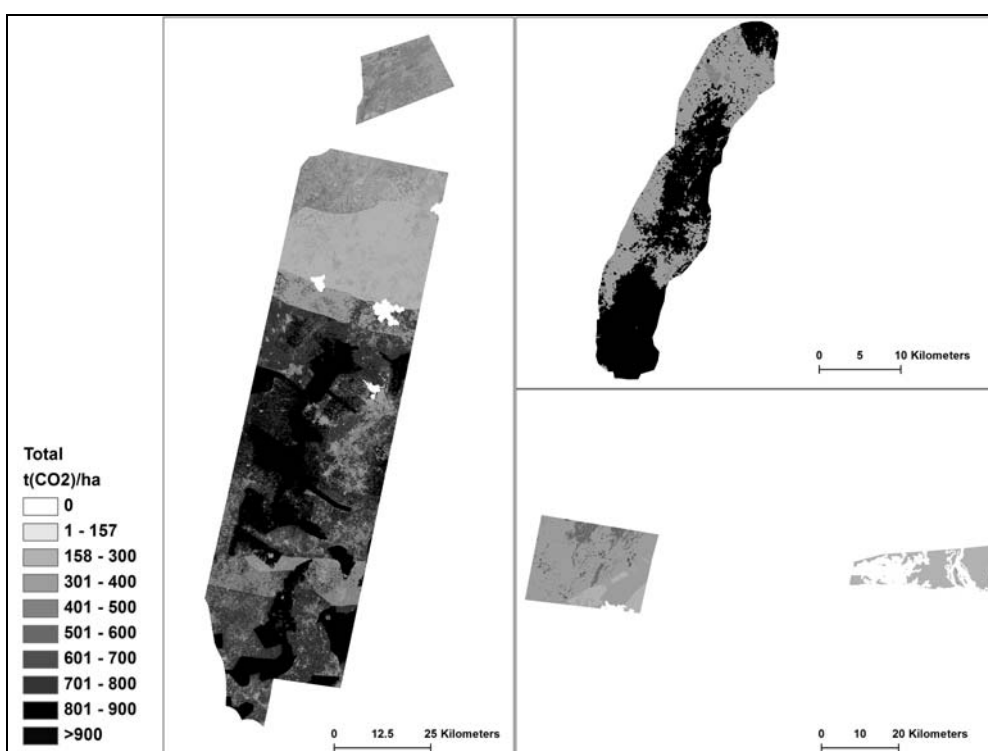 Total
t(CO2)/ha
0
1 - 157
158 - 300
301 - 400
401 - 500
501 - 600
601 - 700
701 - 800
801 - 900
>900
0 12.5 25 Kilometers
0 5 10 Kilometers
0 10 20 Kilometers